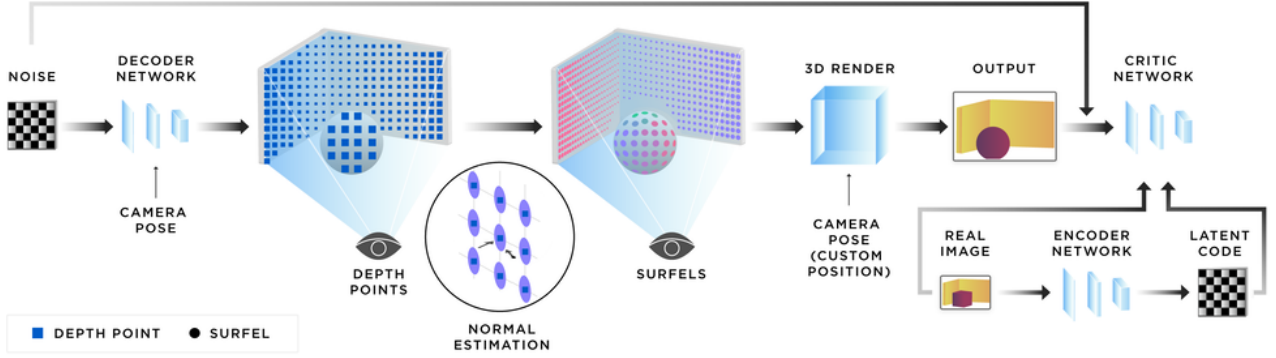 NOISE
DECODER
NETWORK
CAMERA
POSE
DEPTH
POINTS
NORMAL
ESTIMATION
SURFELS
3D RENDER
CAMERA
POSE
(CUSTOM
POSITION)
OUTPUT
CRITIC
NETWORK
REAL
IMAGE
ENCODER
NETWORK
LATENT
CODE
DEPTH POINT
SURFEL